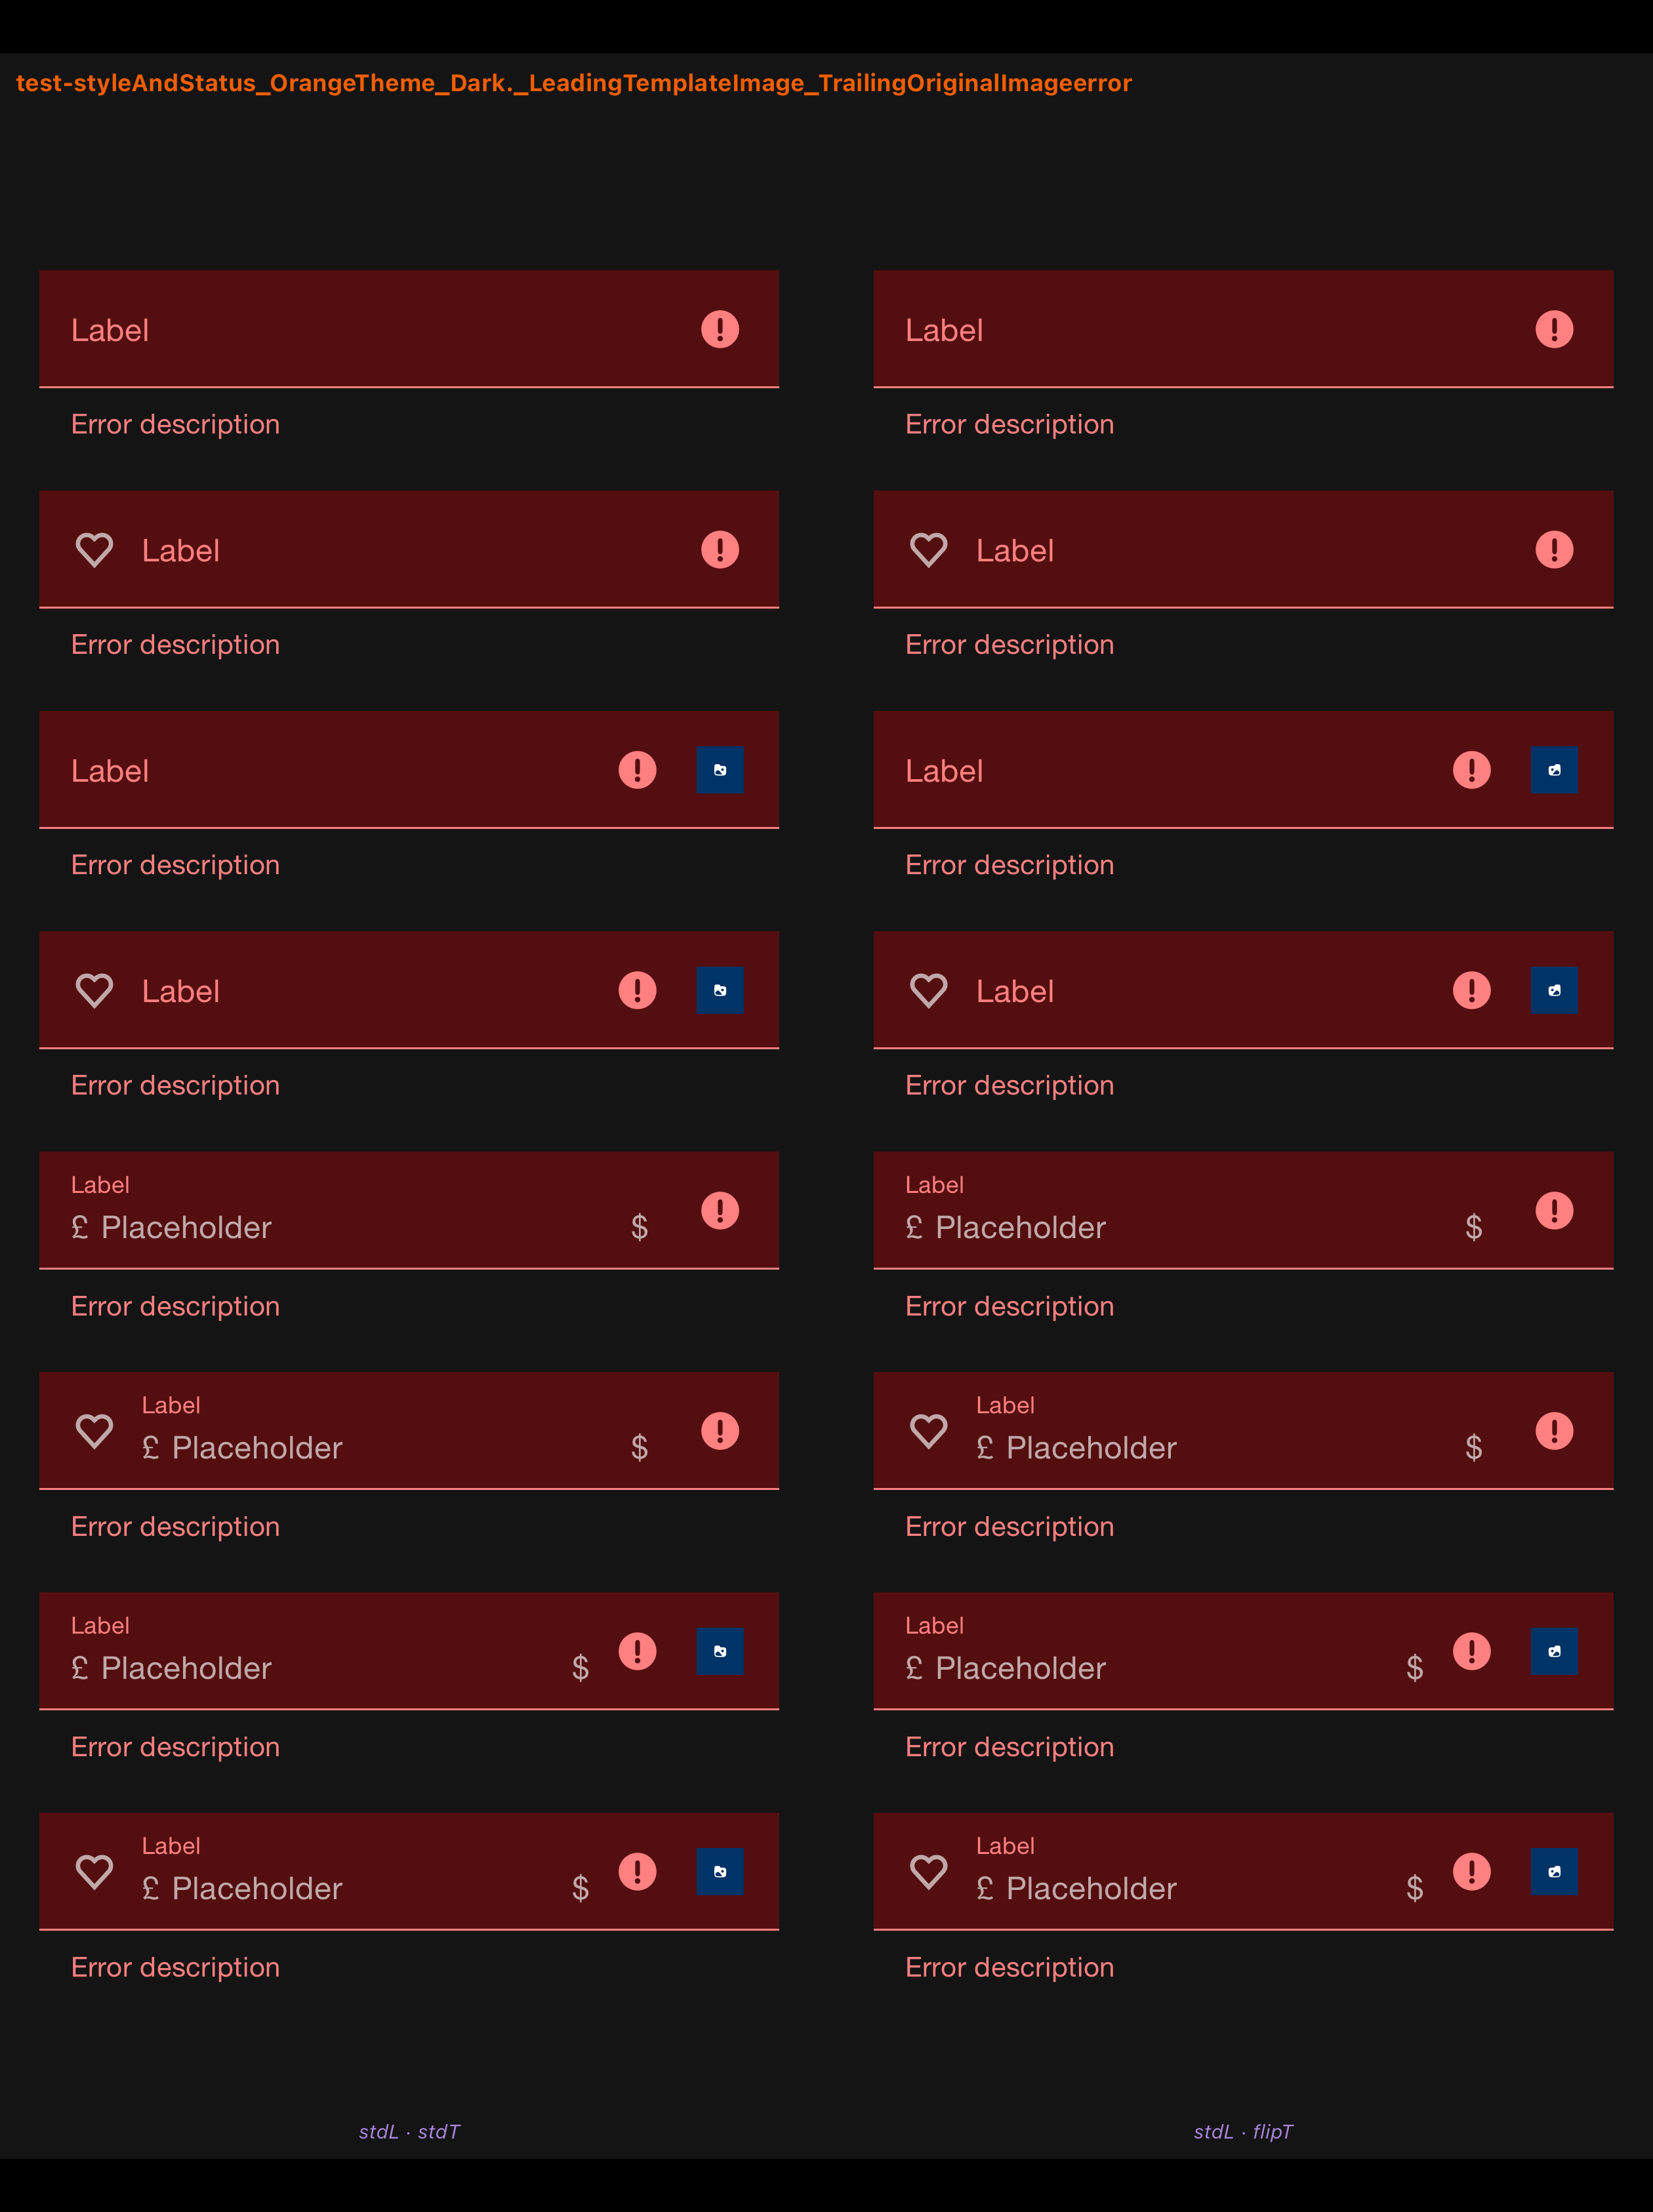 test-styleAndStatus_OrangeTheme_Dark._LeadingTemplateImage_TrailingOriginalImageerror
Label
Label
Error description
Error description
Label
Label
Error description
Error description
Label
Label
Error description
Error description
Label
Label
Error description
Error description
Label
£ Placeholder $
Label
£ Placeholder $
Error description
Error description
Label
£ Placeholder $
Label
£ Placeholder $
Error description
Error description
Label
£ Placeholder $
Label
£ Placeholder $
Error description
Error description
Label
£ Placeholder $
Label
£ Placeholder $
Error description
Error description
stdL · stdT
stdL · flipT